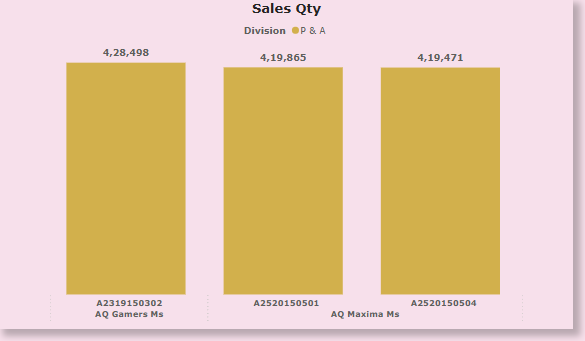 Sales Qty
Division P & A
4,28,498
4,19,865
4,19,471
A2319150302
A2520150501
A2520150504
AQ Gamers Ms
AQ Maxima Ms